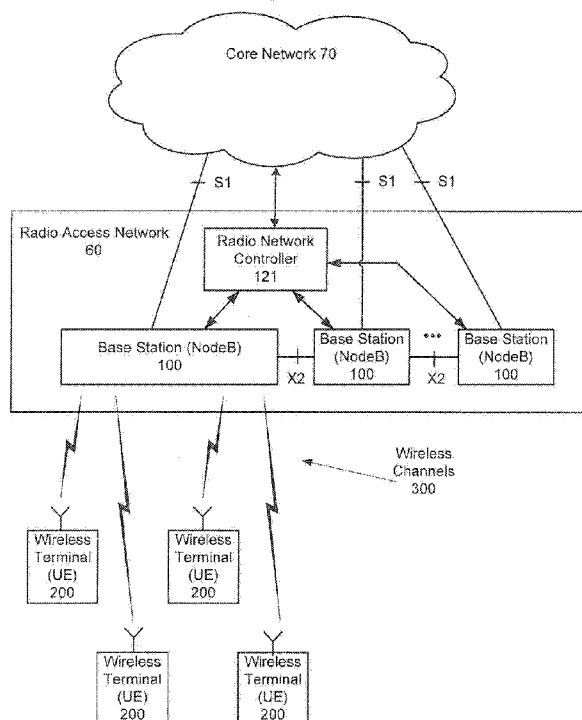 Core Network 70
S1
S1
S1
Radio Access Network
60
Radio Network
Controller
121
Base Station (NodeB)
100
Base Station
(NodeB)
100
...
Base Station
(NodeB)
100
X2
X2
Wireless
Channels
300
Wireless
Terminal
(UE)
200
Wireless
Terminal
(UE)
200
Wireless
Terminal
(UE)
200
Wireless
Terminal
(UE)
200